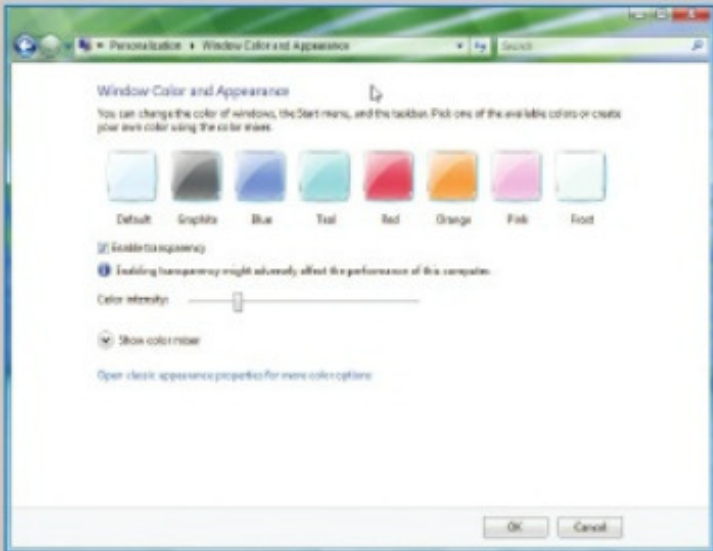 Personalization ▸ Window Color and Appearance
Search
Window Color and Appearance
You can change the color of windows, the Start menu, and the taskbar. Pick one of the available colors or create
your own color using the color mixer.
Default Graphite Blue Teal Red Orange Pink Frost
Enable transparency
Enabling transparency might adversely affect the performance of this computer.
Color intensity:
Show color mixer
Open classic appearance properties for more color options
OK Cancel